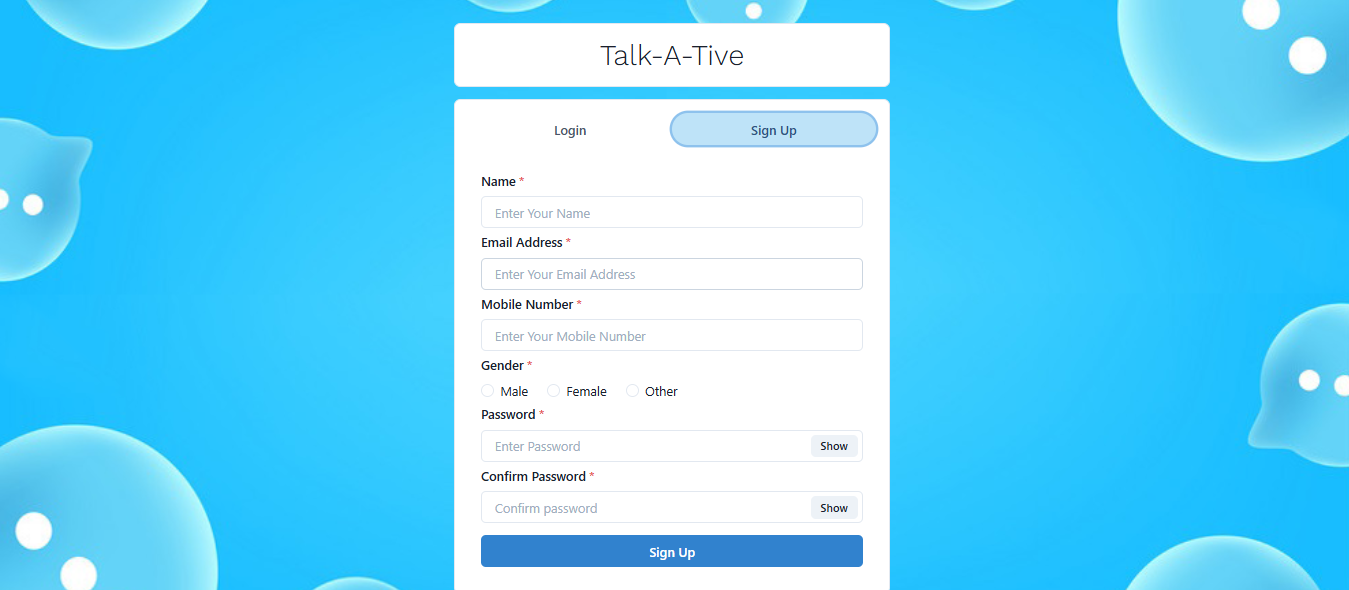 Talk-A-Tive
Login Sign Up
Name *
Enter Your Name
Email Address *
Enter Your Email Address
Mobile Number *
Enter Your Mobile Number
Gender *
Male Female Other
Password *
Enter Password Show
Confirm Password *
Confirm password Show
Sign Up